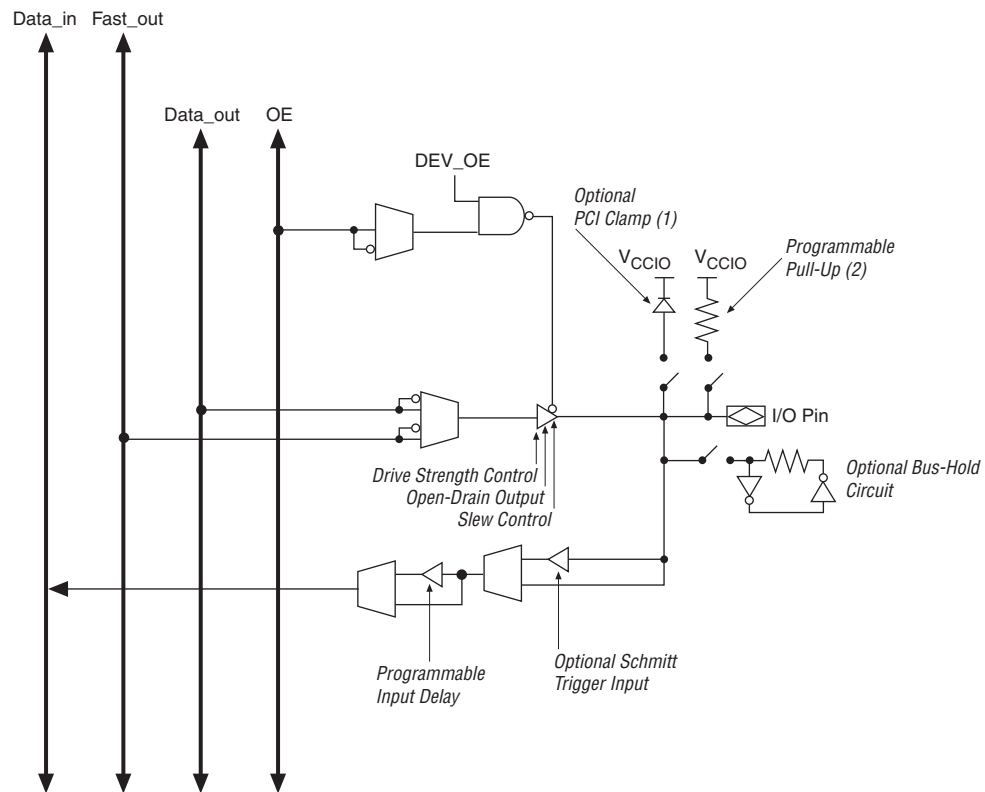 Data_in Fast_out
Data_out OE
DEV_OE
Optional
PCI Clamp (1)
Programmable
Pull-Up (2)
VCCIO VCCIO
I/O Pin
Drive Strength Control
Open-Drain Output
Slew Control
Optional Bus-Hold
Circuit
Programmable
Input Delay
Optional Schmitt
Trigger Input